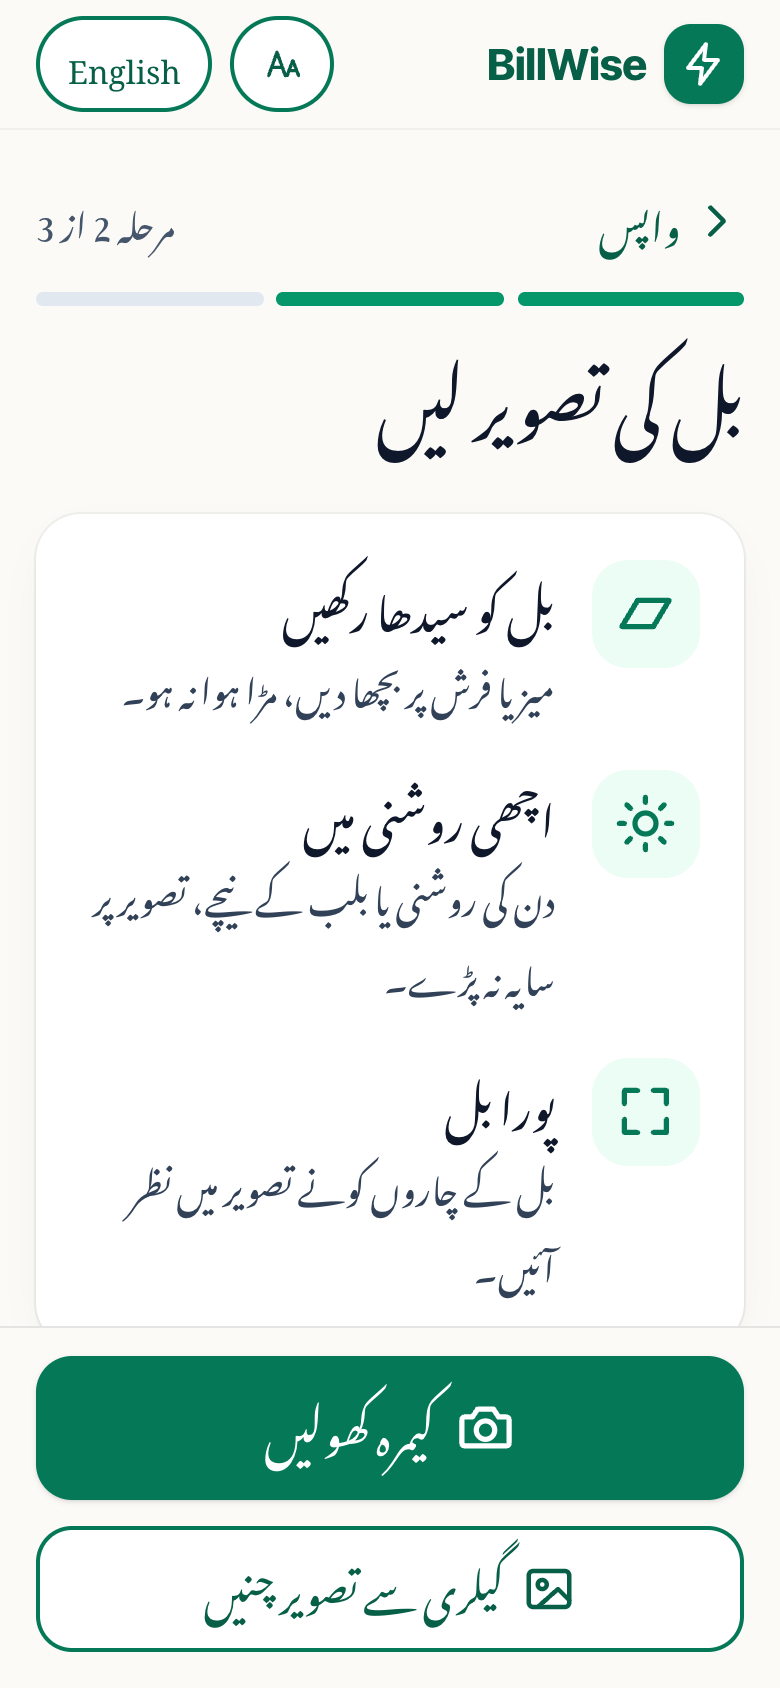 BillWise
AA
English
واپس
مرحلہ 2 از 3
بل کی تصویر لیں
بل کو سیدھا رکھیں
میز یا فرش پر بچھا دیں، مڑا ہوا نہ ہو۔
اچھی روشنی میں
دن کی روشنی یا بلب کے نیچے، تصویر پر
سایہ نہ پڑے۔
پورا بل
بل کے چاروں کونے تصویر میں نظر
آئیں۔
کیمرہ کھولیں
گیلری سے تصویر چنیں